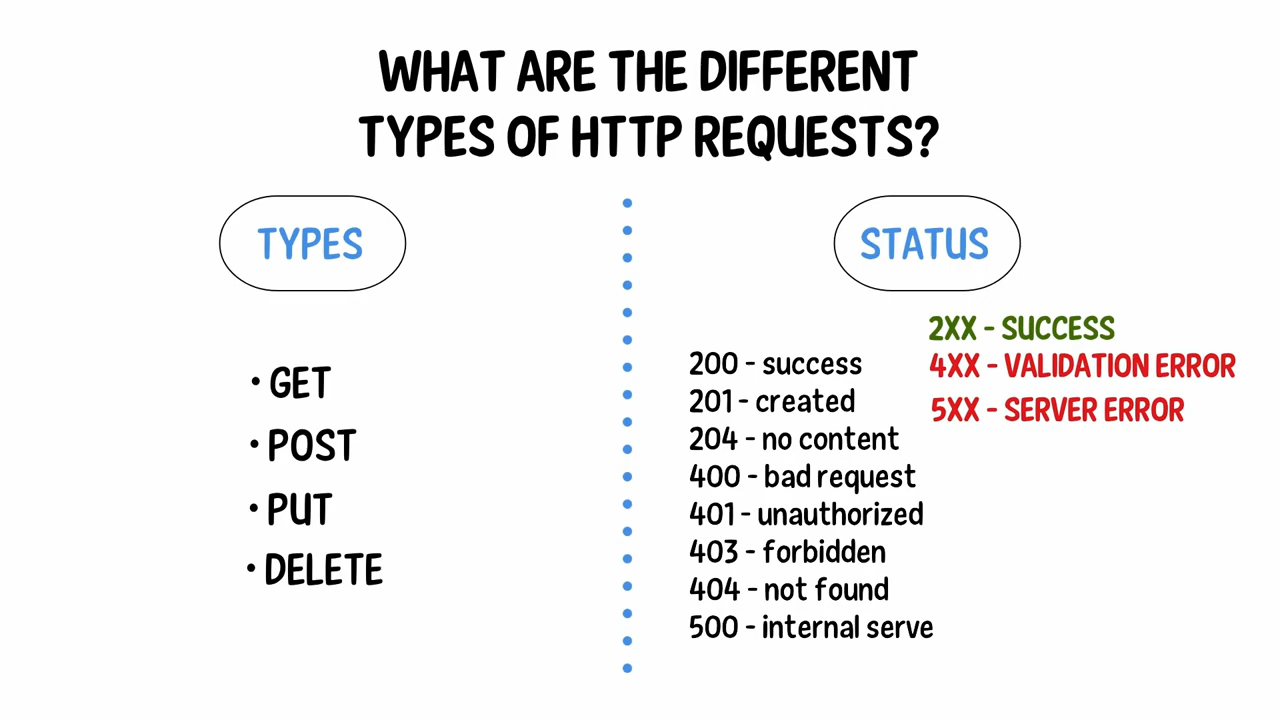 WHAT ARE THE DIFFERENT
TYPES OF HTTP REQUESTS?
TYPES
• GET
• POST
• PUT
• DELETE
STATUS
2XX - SUCCESS
4XX - VALIDATION ERROR
5XX - SERVER ERROR
200 - success
201 - created
204 - no content
400 - bad request
401 - unauthorized
403 - forbidden
404 - not found
500 - internal serve